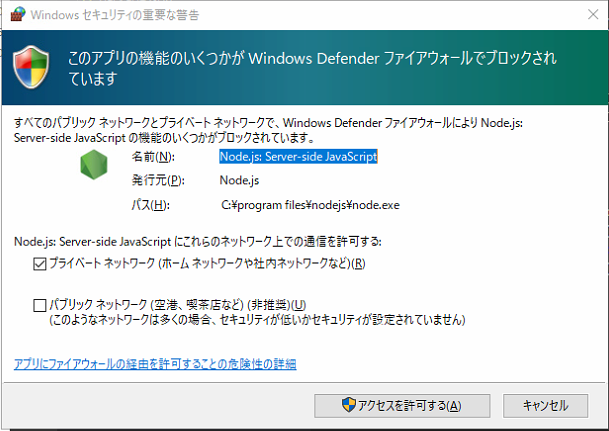 Windows セキュリティの重要な警告
このアプリの機能のいくつかが Windows Defender ファイアウォールでブロックされ
ています
すべてのパブリック ネットワークとプライベート ネットワークで、Windows Defender ファイアウォールにより Node.js:
Server-side JavaScript の機能のいくつかがブロックされています。
名前(N): Node.js: Server-side JavaScript
発行元(P): Node.js
パス(H): C:¥program files¥nodejs¥node.exe
Node.js: Server-side JavaScript にこれらのネットワーク上での通信を許可する:
プライベート ネットワーク (ホーム ネットワークや社内ネットワークなど)(R)
パブリック ネットワーク (空港、喫茶店など) (非推奨)(U)
(このようなネットワークは多くの場合、セキュリティが低いかセキュリティが設定されていません)
アプリにファイアウォールの経由を許可することの危険性の詳細
アクセスを許可する(A) キャンセル